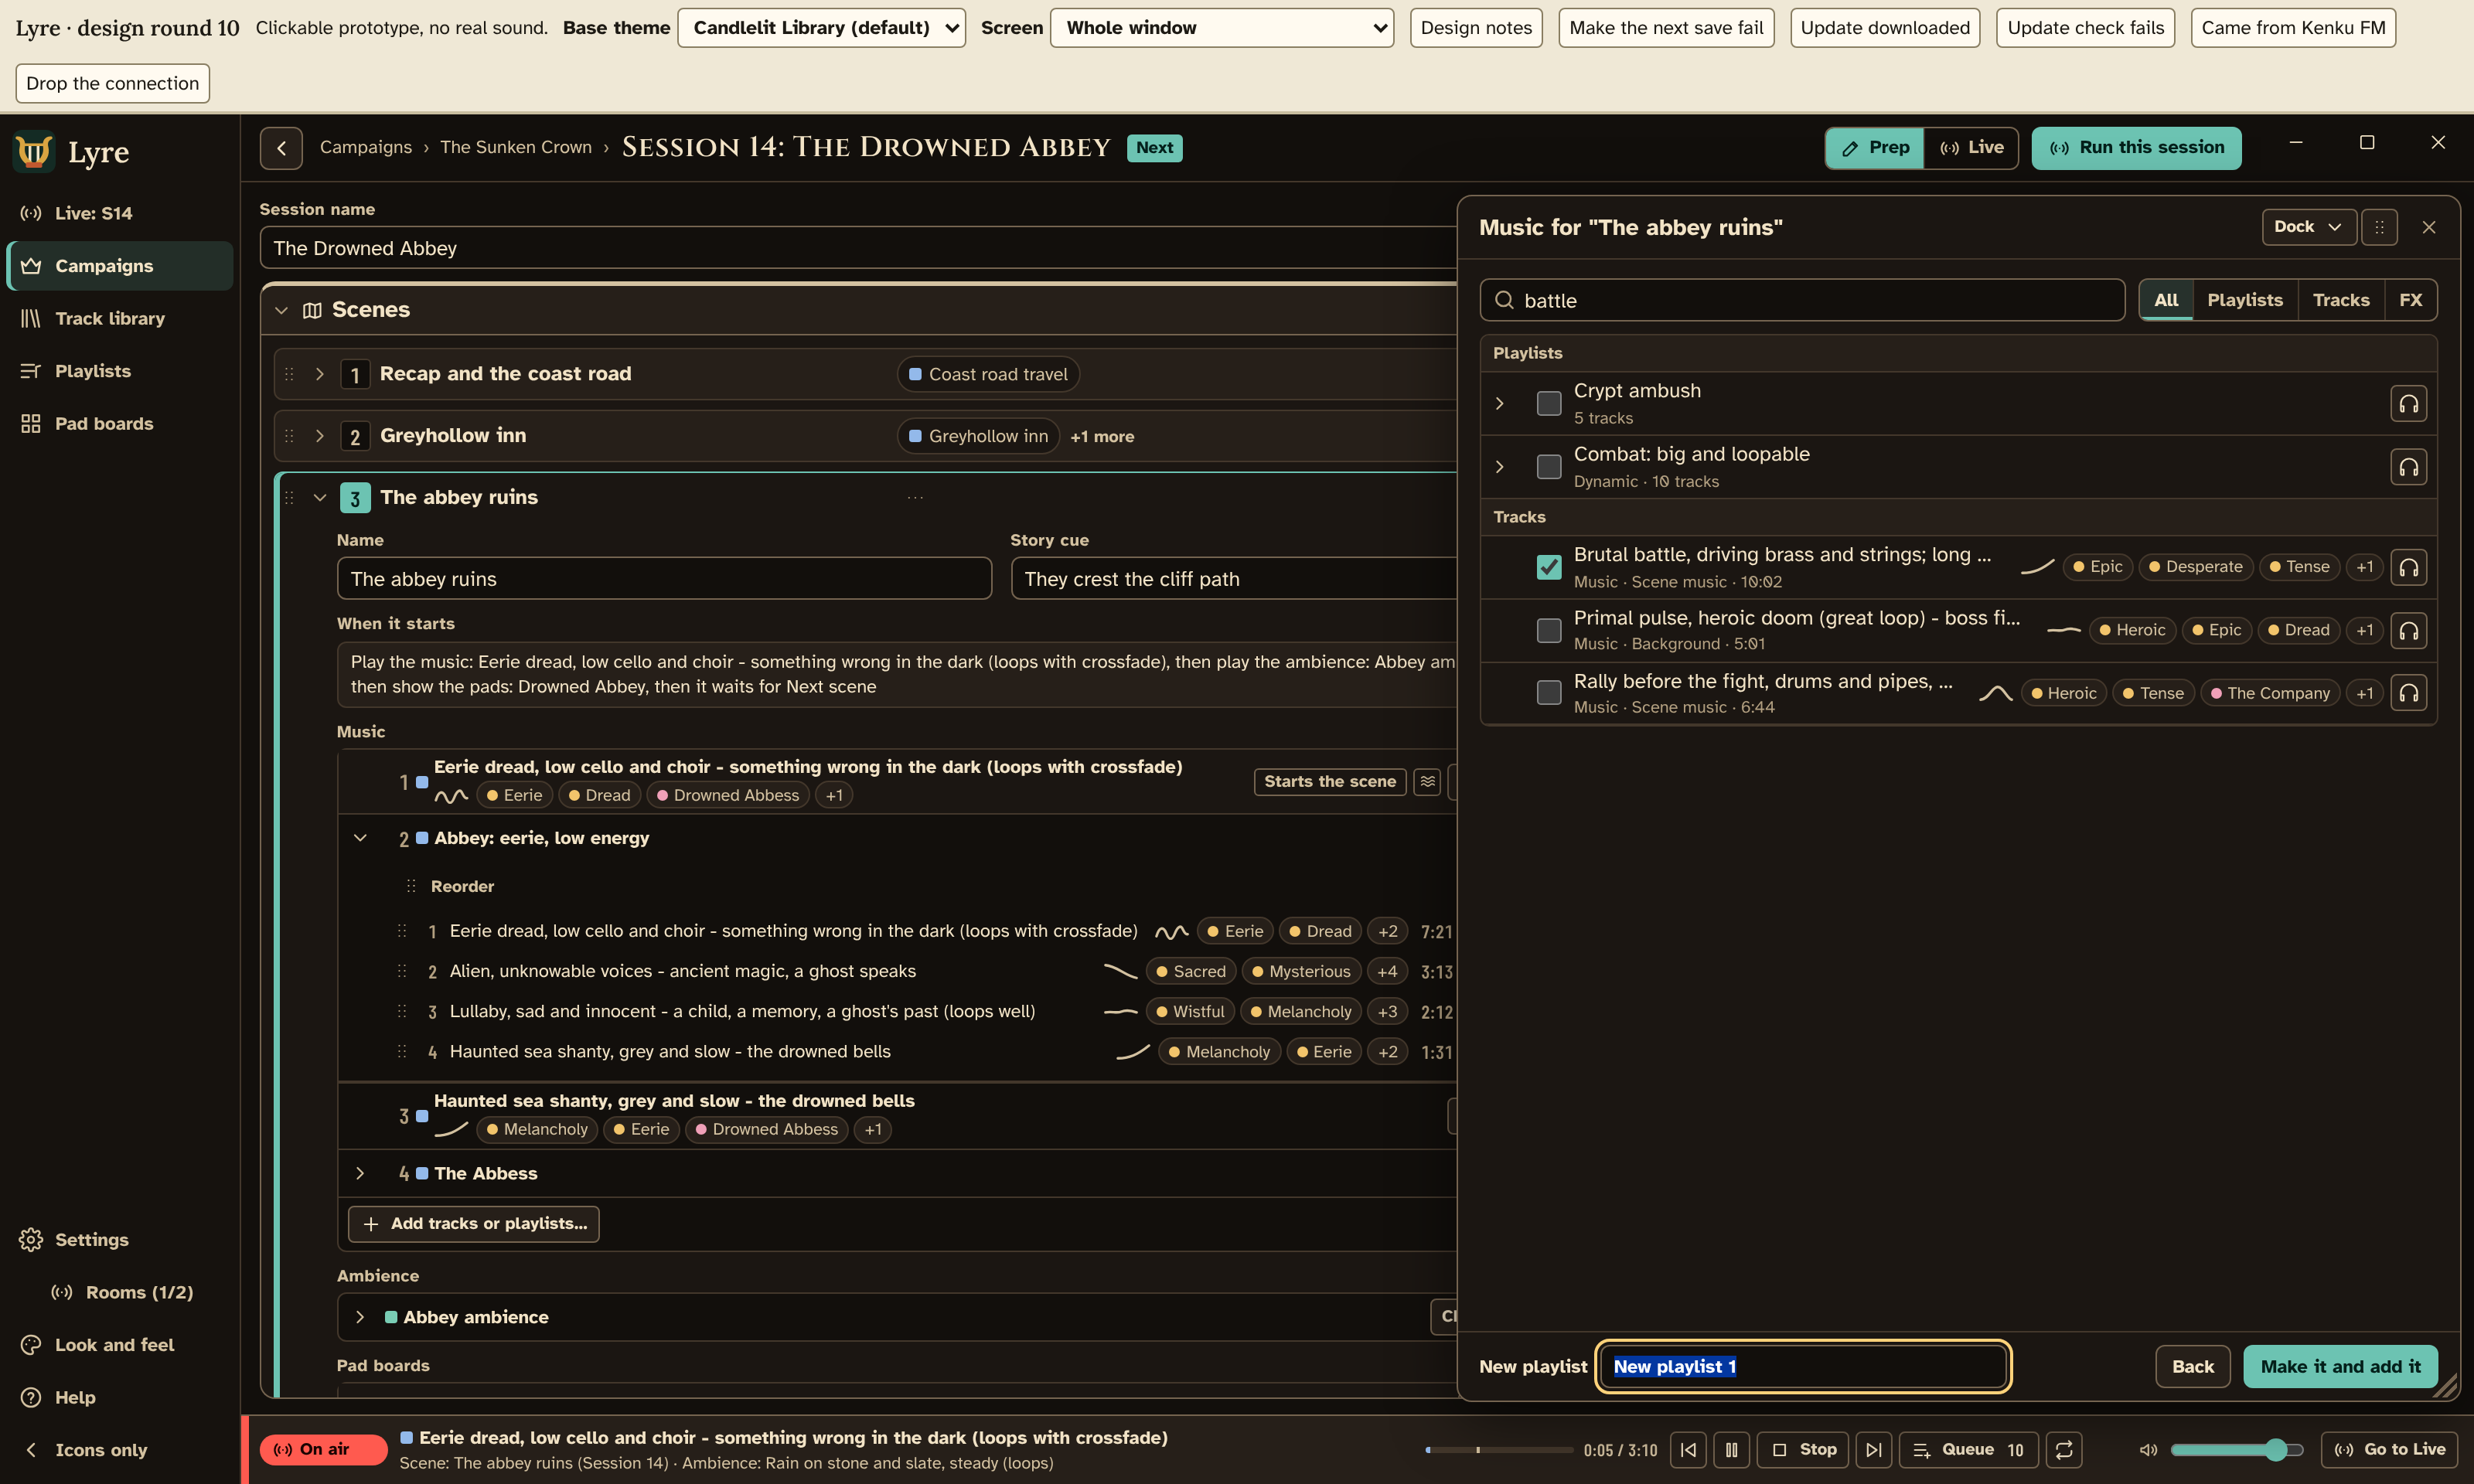 Lyre · design round 10 Clickable prototype, no real sound. Base theme Candlelit Library (default) Screen Whole window Design notes Make the next save fail Update downloaded Update check fails Came from Kenku FM
Drop the connection
Lyre
Live: S14
Campaigns
Track library
Playlists
Pad boards
Settings
Rooms (1/2)
Look and feel
Help
Icons only
Campaigns › The Sunken Crown › Session 14: The Drowned Abbey Next
Prep Live Run this session
Session name
The Drowned Abbey
Scenes
1 Recap and the coast road Coast road travel
2 Greyhollow inn Greyhollow inn +1 more
3 The abbey ruins ...
Name
The abbey ruins
Story cue
They crest the cliff path
When it starts
Play the music: Eerie dread, low cello and choir - something wrong in the dark (loops with crossfade), then play the ambience: Abbey am
then show the pads: Drowned Abbey, then it waits for Next scene
Music
1 Eerie dread, low cello and choir - something wrong in the dark (loops with crossfade)
Eerie Dread Drowned Abbess +1
Starts the scene
2 Abbey: eerie, low energy
Reorder
1 Eerie dread, low cello and choir - something wrong in the dark (loops with crossfade) Eerie Dread +2 7:21
2 Alien, unknowable voices - ancient magic, a ghost speaks Sacred Mysterious +4 3:13
3 Lullaby, sad and innocent - a child, a memory, a ghost's past (loops well) Wistful Melancholy +3 2:12
4 Haunted sea shanty, grey and slow - the drowned bells Melancholy Eerie +2 1:31
3 Haunted sea shanty, grey and slow - the drowned bells
Melancholy Eerie Drowned Abbess +1
4 The Abbess
Add tracks or playlists...
Ambience
Abbey ambience
Pad boards
Music for "The abbey ruins" Dock
battle
All Playlists Tracks FX
Playlists
Crypt ambush
5 tracks
Combat: big and loopable
Dynamic · 10 tracks
Tracks
Brutal battle, driving brass and strings; long ...
Music · Scene music · 10:02
Epic Desperate Tense +1
Primal pulse, heroic doom (great loop) - boss fi...
Music · Background · 5:01
Heroic Epic Dread +1
Rally before the fight, drums and pipes, ...
Music · Scene music · 6:44
Heroic Tense The Company +1
New playlist New playlist 1 Back Make it and add it
On air
Eerie dread, low cello and choir - something wrong in the dark (loops with crossfade)
Scene: The abbey ruins (Session 14) · Ambience: Rain on stone and slate, steady (loops)
0:05 / 3:10 Stop Queue 10 Go to Live